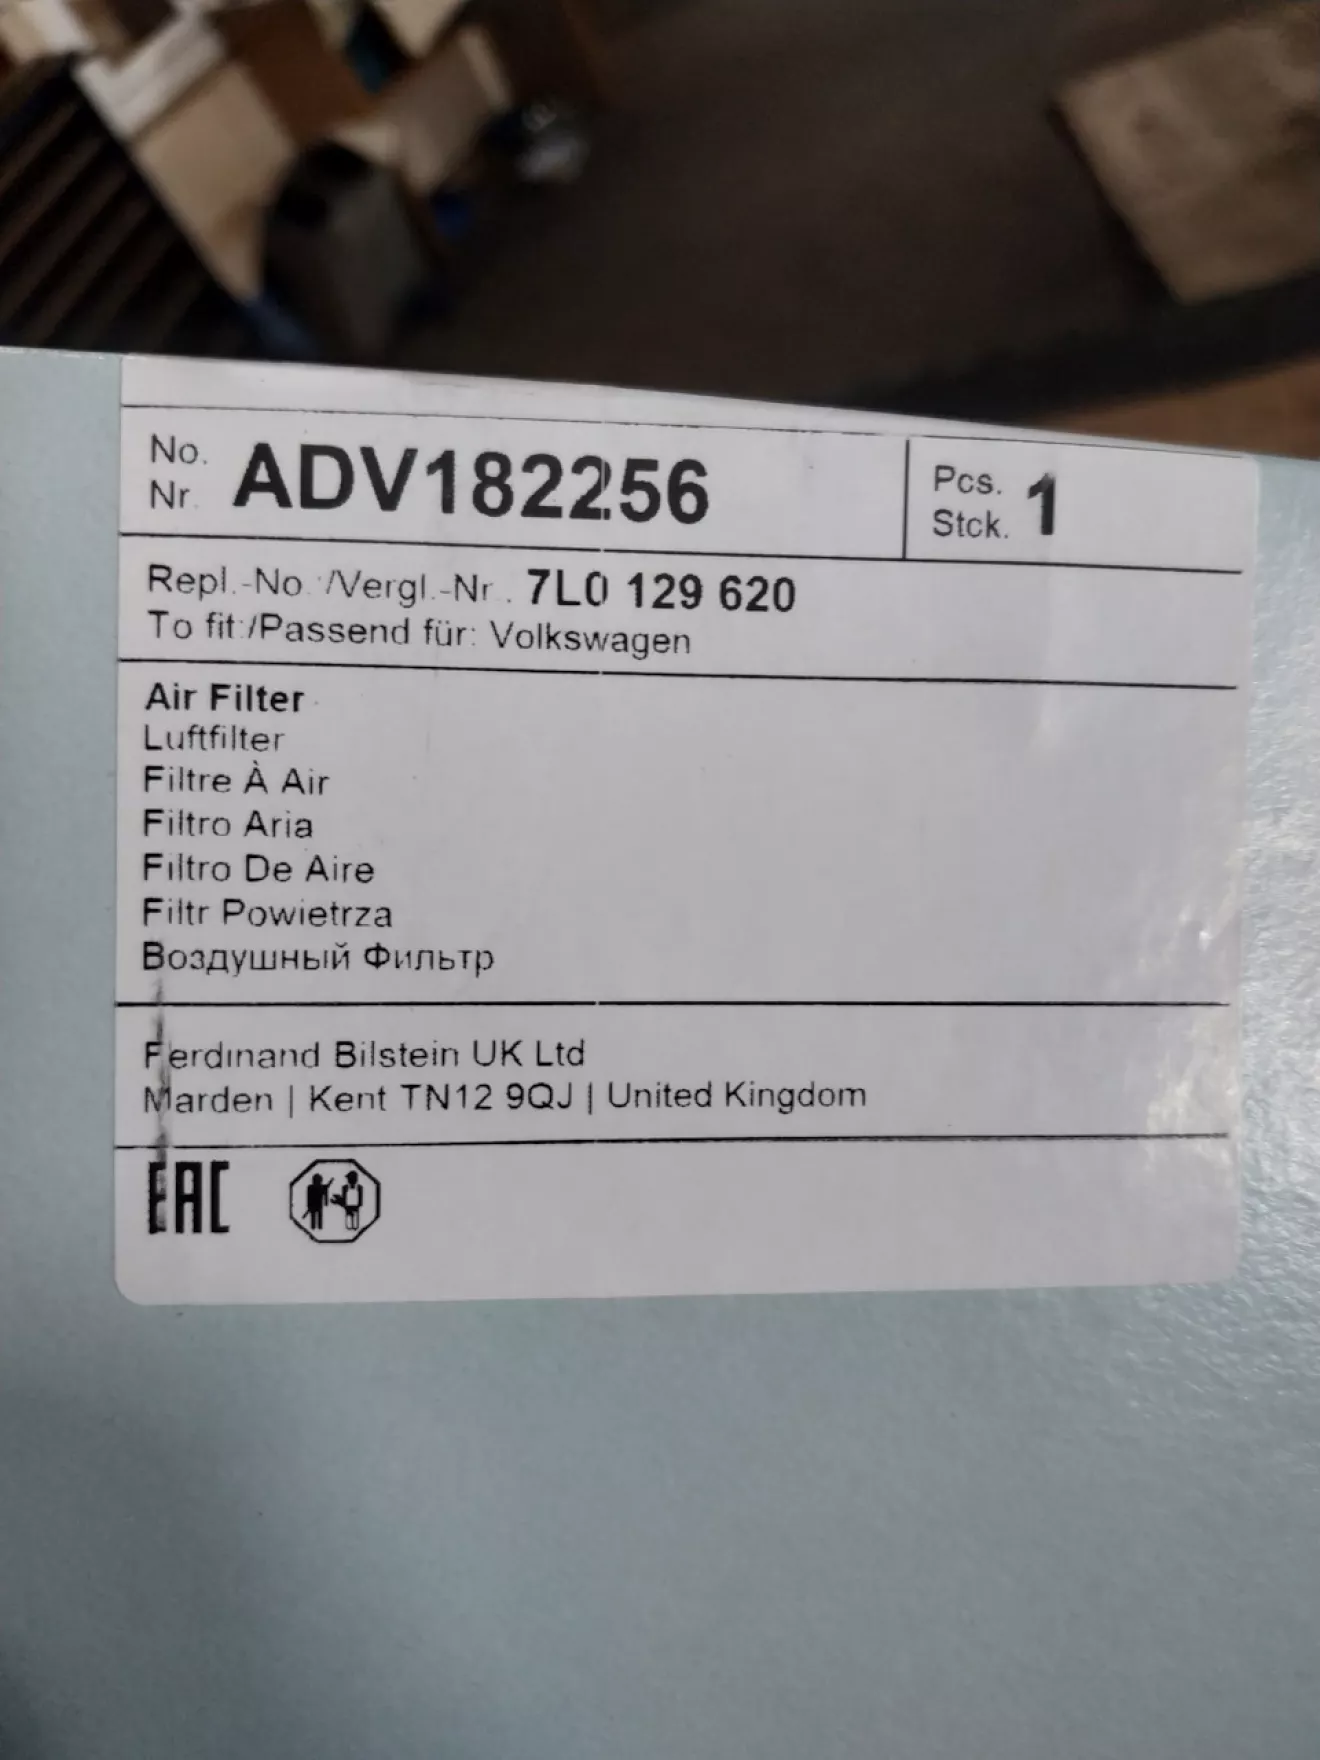 No.
Nr. ADV182256 Pcs.
Stck. 1
Repl.-No./Vergl.-Nr.: 7L0 129 620
To fit:/Passend für: Volkswagen
Air Filter
Luftfilter
Filtre À Air
Filtro Aria
Filtro De Aire
Filtr Powietrza
Воздушный Фильтр
Ferdinand Bilstein UK Ltd
Marden | Kent TN12 9QJ | United Kingdom
EAC